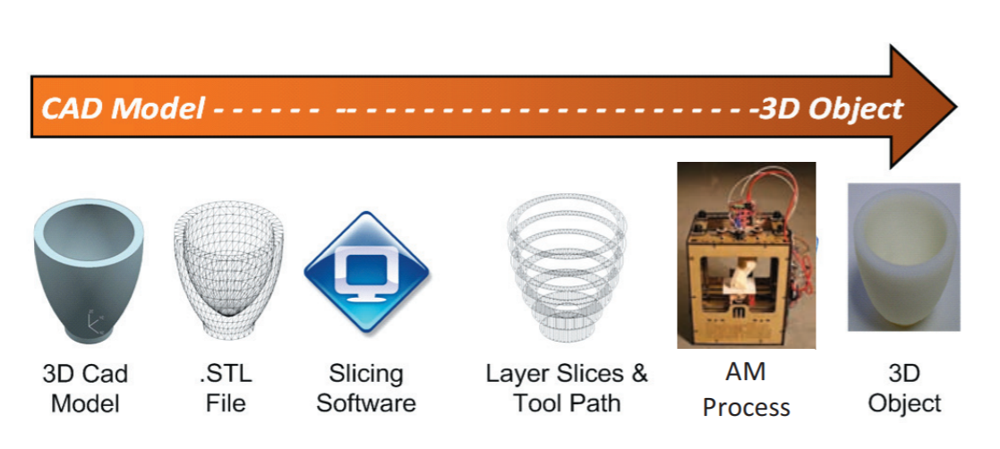 CAD Model - - - - - -  -- - - - - - - - - - - - - - - - - - - - - -3D Object
3D Cad
Model
.STL
File
Slicing
Software
Layer Slices &
Tool Path
AM
Process
3D
Object